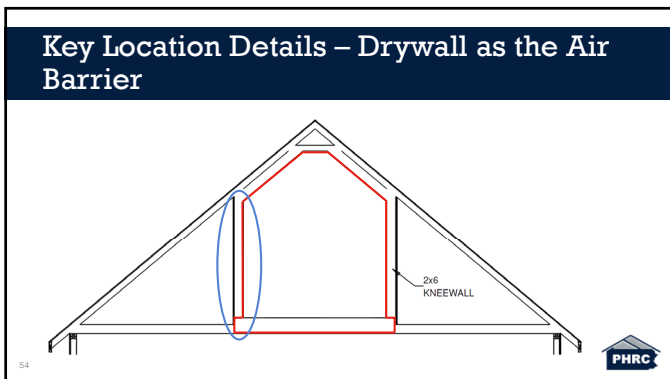 Key Location Details – Drywall as the Air
Barrier
2x6
KNEEWALL
54
PHRC